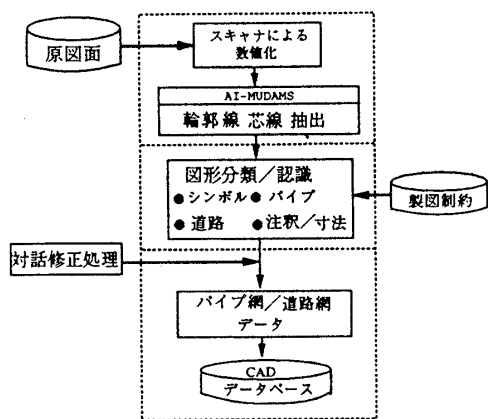 原図面
スキャナによる
数値化
AI-MUDAMS
輪郭線 芯線 抽出
図形分類／認識
●シンボル● パイプ
● 道路 ● 注釈／寸法
製図制約
対話修正処理
パイプ網／道路網
データ
CAD
データベース